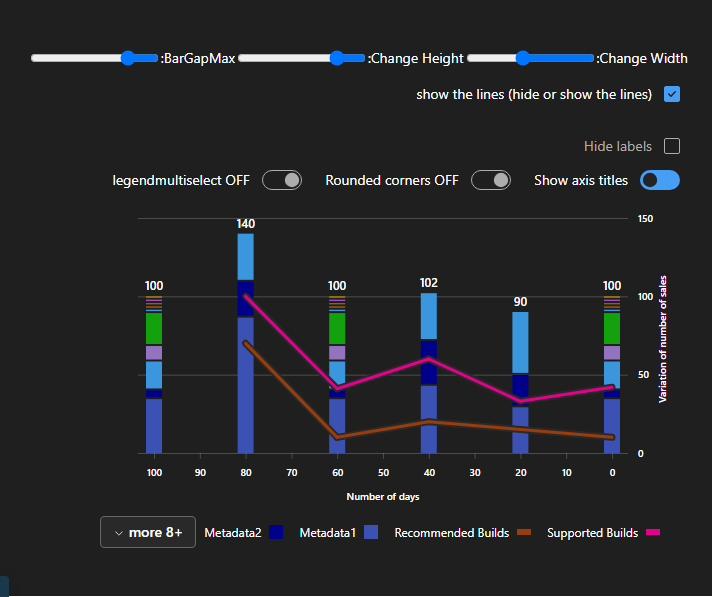 :BarGapMax :Change Height :Change Width
show the lines (hide or show the lines)
Hide labels
legendmultiselect OFF Rounded corners OFF Show axis titles
150
140
100 100 102 90 100
100
50
0
Variation of number of sales
100 90 80 70 60 50 40 30 20 10 0
Number of days
more 8+ Metadata2 Metadata1 Recommended Builds Supported Builds